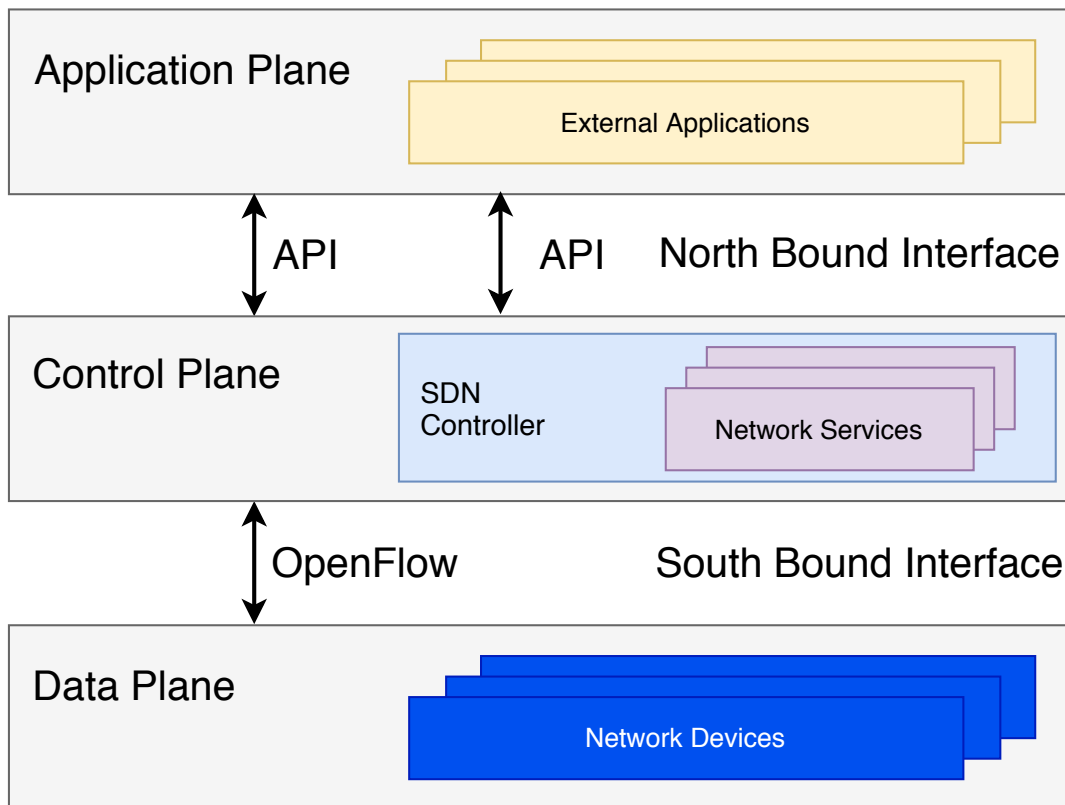 Application Plane
External Applications
API
API
North Bound Interface
Control Plane
SDN
Controller
Network Services
OpenFlow
South Bound Interface
Data Plane
Network Devices